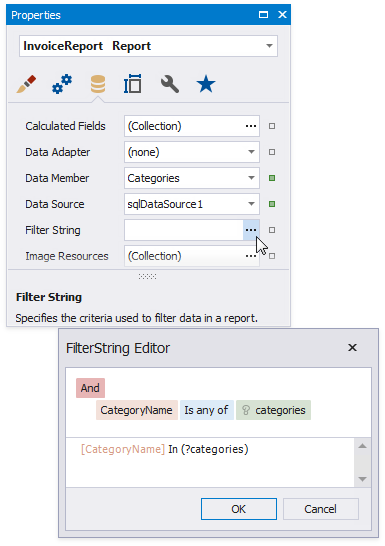 Properties
InvoiceReport Report
Calculated Fields (Collection) ...
Data Adapter (none)
Data Member Categories
Data Source sqlDataSource1
Filter String ...
Image Resources (Collection) ...
Filter String
Specifies the criteria used to filter data in a report.
FilterString Editor
And
CategoryName Is any of categories
[CategoryName] In (?categories)
OK Cancel